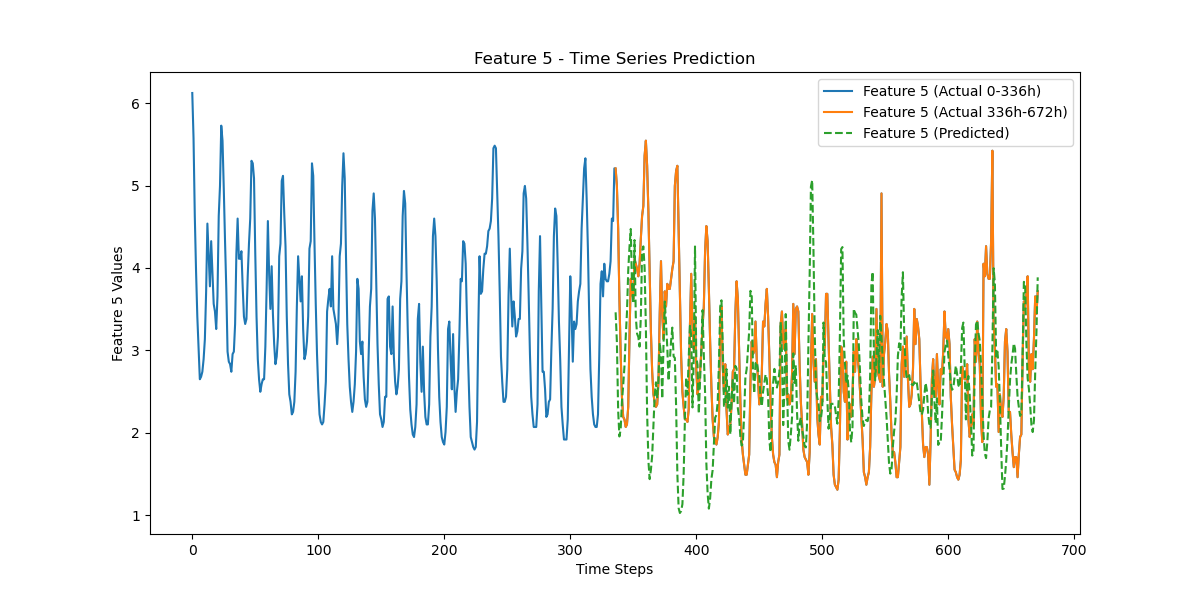 Feature 5 - Time Series Prediction
Feature 5 (Actual 0-336h)
Feature 5 (Actual 336h-672h)
Feature 5 (Predicted)
Feature 5 Values
6
5
4
3
2
1
0 100 200 300 400 500 600 700
Time Steps